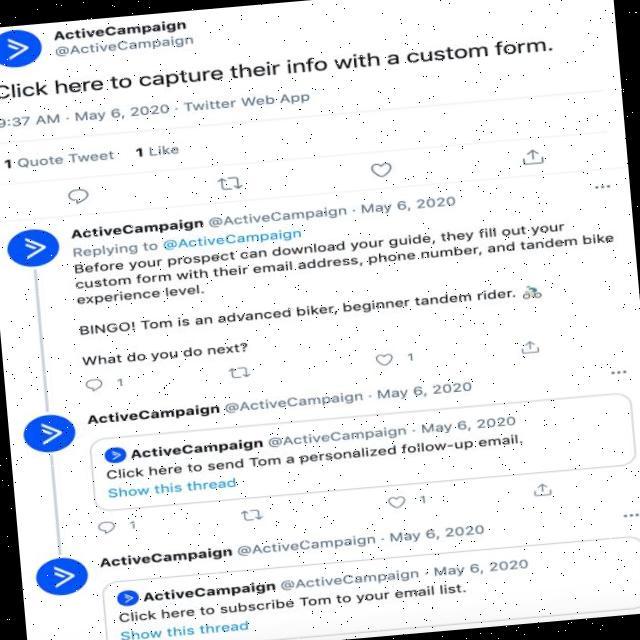 ActiveCampaign
@ActiveCampaign
Click here to capture their info with a custom form.
9:37 AM · May 6, 2020 · Twitter Web App
1 Quote Tweet 1 Like
ActiveCampaign @ActiveCampaign · May 6, 2020
Replying to @ActiveCampaign
Before your prospect can download your guide, they fill out your
custom form with their email address, phone number, and tandem bike
experience level.
BINGO! Tom is an advanced biker, beginner tandem rider. 🚴
What do you do next?
1 1
ActiveCampaign @ActiveCampaign · May 6, 2020
ActiveCampaign @ActiveCampaign · May 6, 2020
Click here to send Tom a personalized follow-up email.
Show this thread
1 1
ActiveCampaign @ActiveCampaign · May 6, 2020
ActiveCampaign @ActiveCampaign · May 6, 2020
Click here to subscribe Tom to your email list.
Show this thread